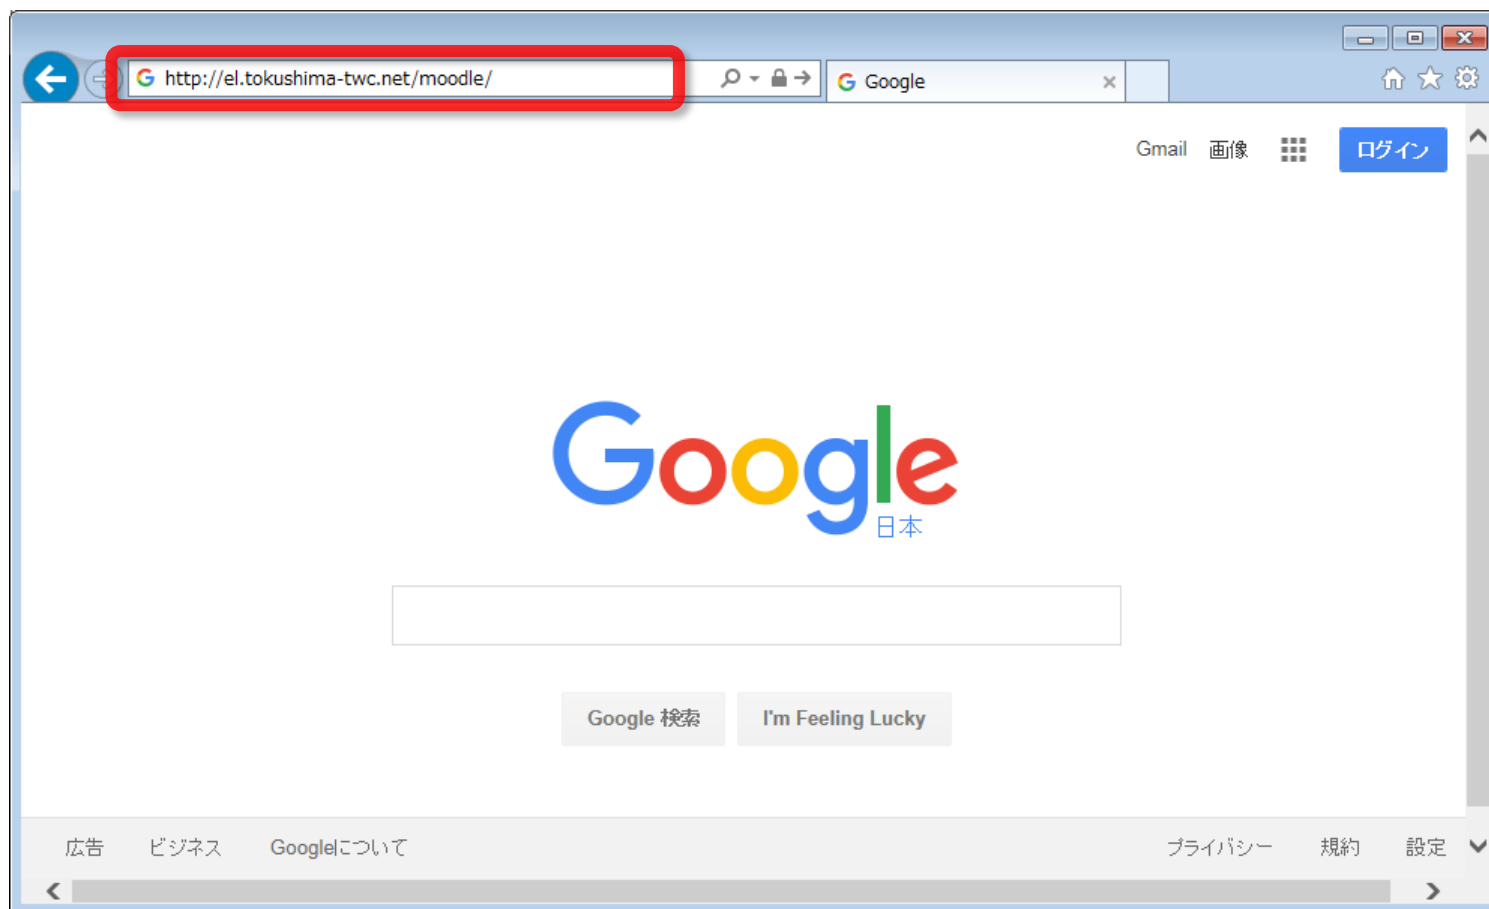 http://el.tokushima-twc.net/moodle/
Google
Gmail 画像 ログイン
Google
日本
Google 検索 I'm Feeling Lucky
広告 ビジネス Googleについて プライバシー 規約 設定